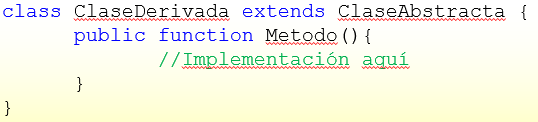 class ClaseDerivada extends ClaseAbstracta {
public function Metodo(){
//Implementación aquí
}
}